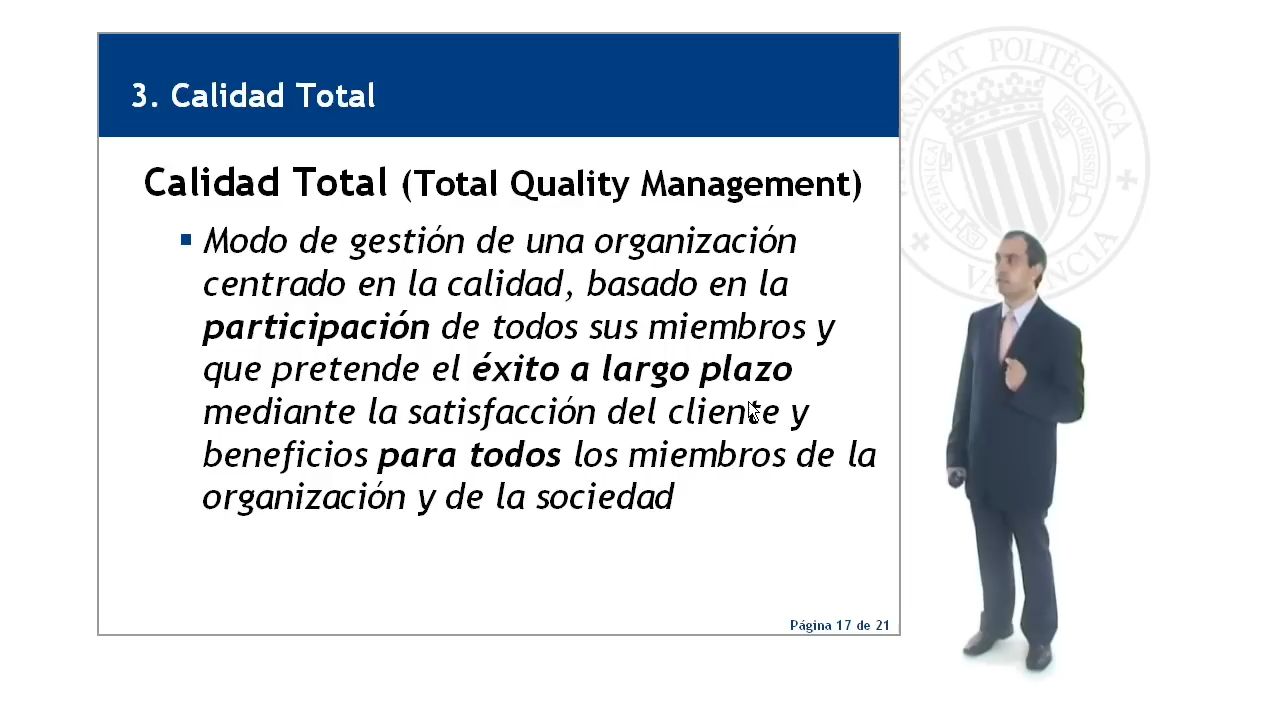 3. Calidad Total
Calidad Total (Total Quality Management)
Modo de gestión de una organización
centrado en la calidad, basado en la
participación de todos sus miembros y
que pretende el éxito a largo plazo
mediante la satisfacción del cliente y
beneficios para todos los miembros de la
organización y de la sociedad
Página 17 de 21
POLITÈCNICA
VALÈNCIA